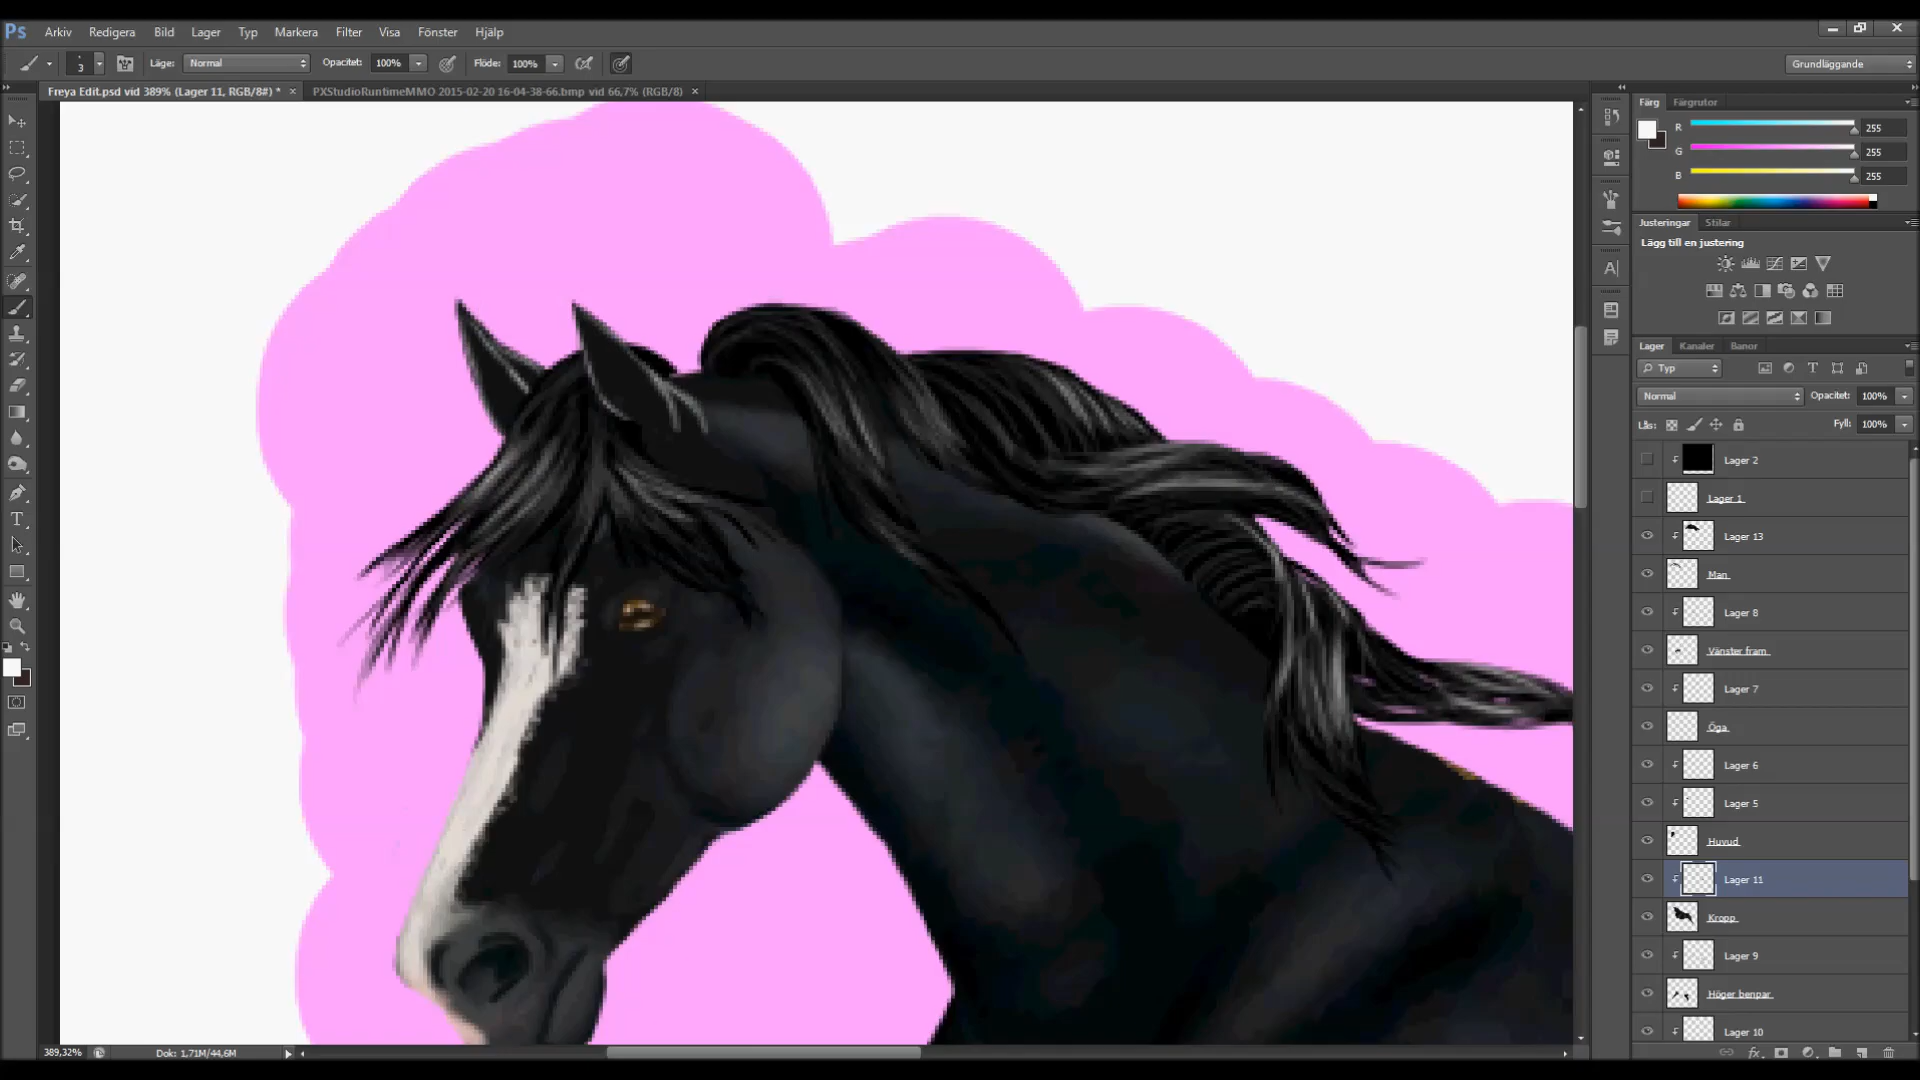 Ps Arkiv Redigera Bild Lager Typ Markera Filter Visa Fönster Hjälp
3 Läge: Normal Opacitet: 100% Flöde: 100% Grundläggande
Freya Edit.psd vid 389% (Lager 11, RGB/8#) * × PXStudioRuntimeMMO 2015-02-20 16-04-38-66.bmp vid 66,7% (RGB/8) ×
Färg Färgrutor
R 255
G 255
B 255
Justeringar Stilar
Lägg till en justering
Lager Kanaler Banor
Typ
Normal Opacitet: 100%
Lås: Fyll: 100%
Lager 2
Lager 1
Lager 13
Man
Lager 8
Vänster fram
Lager 7
Öga
Lager 6
Lager 5
Huvud
Lager 11
Kropp
Lager 9
Höger benpar
Lager 10
389,32% Dok: 1,71M/44,6M